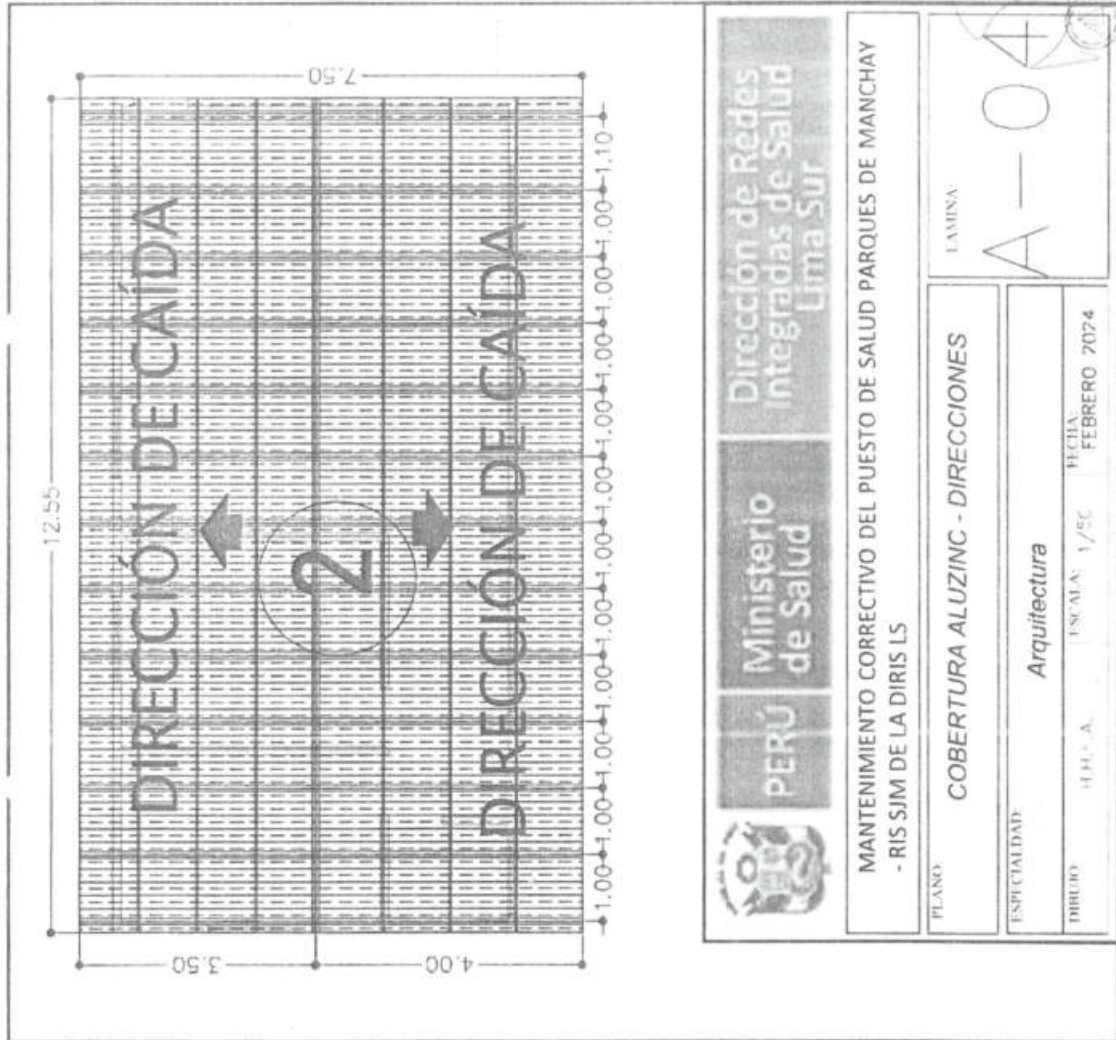 12.55
7.50
3.50
4.00
DIRECCIÓN DE CAÍDA
2
DIRECCIÓN DE CAÍDA
1.00 1.00 1.00 1.00 1.00 1.00 1.00 1.00 1.00 1.00 1.00 1.10
PERÚ
Ministerio
de Salud
Dirección de Redes
Integradas de Salud
Lima Sur
MANTENIMIENTO CORRECTIVO DEL PUESTO DE SALUD PARQUES DE MANCHAY
- RIS SJM DE LA DIRIS LS
PLANO:
COBERTURA ALUZINC - DIRECCIONES
LAMINA:
A - 04
ESPECIALIDAD:
Arquitectura
DIBUJO:
ESCALA:
FECHA:
FEBRERO 2024